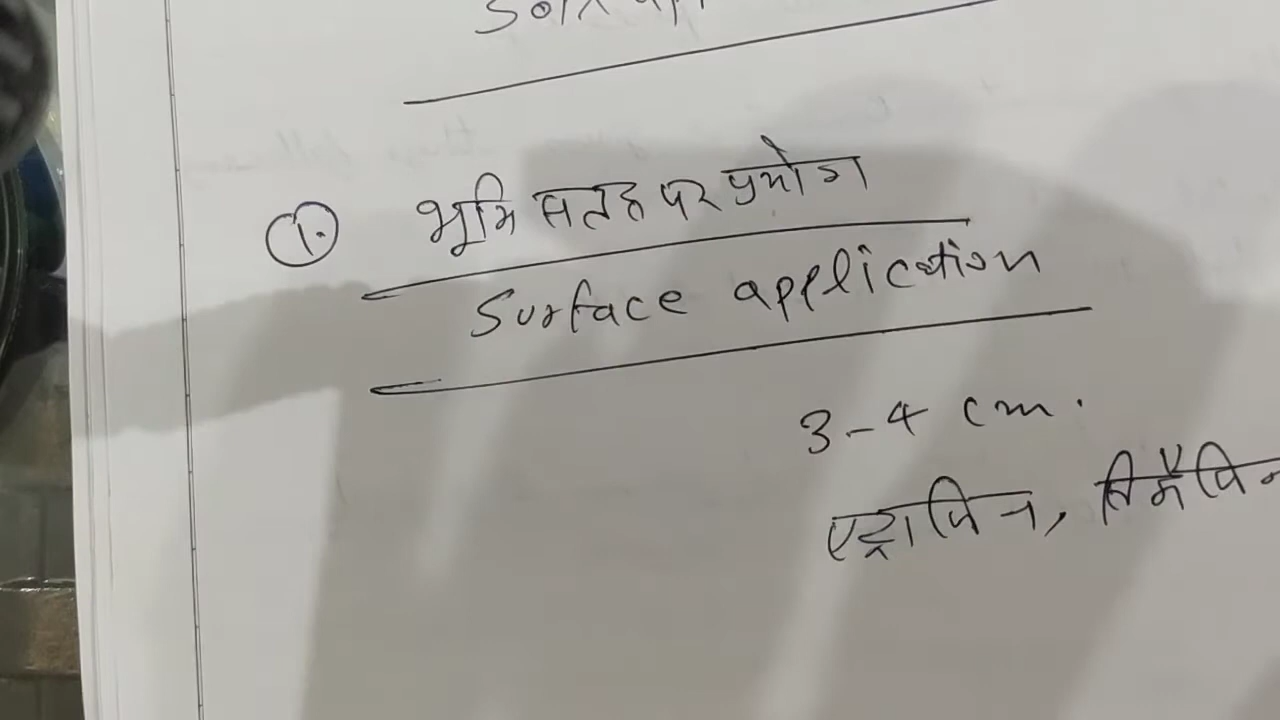 ①. भूमि सतह पर प्रयोग
Surface application
3-4 cm.
एट्राजिन,